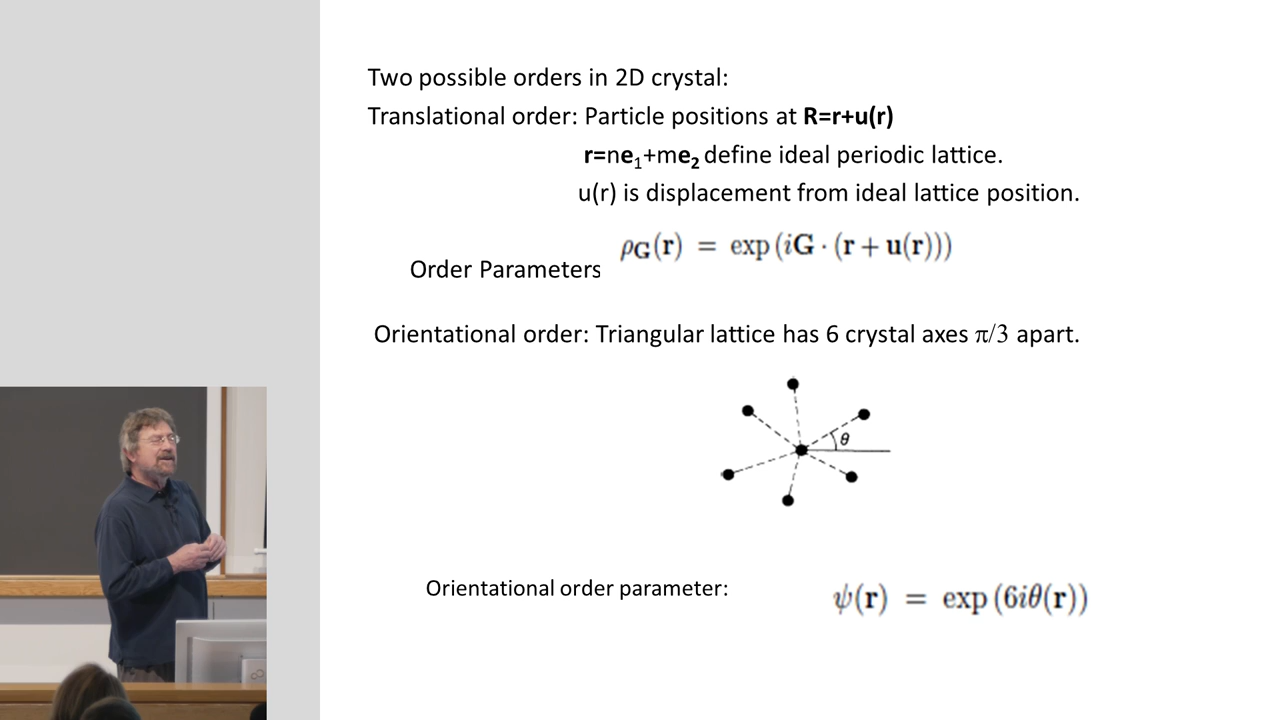 Two possible orders in 2D crystal:
Translational order: Particle positions at R=r+u(r)
r=ne₁+me₂ define ideal periodic lattice.
u(r) is displacement from ideal lattice position.
ρG(r) = exp(iG · (r + u(r)))
Order Parameters
Orientational order: Triangular lattice has 6 crystal axes π/3 apart.
θ
Orientational order parameter:
ψ(r) = exp(6iθ(r))